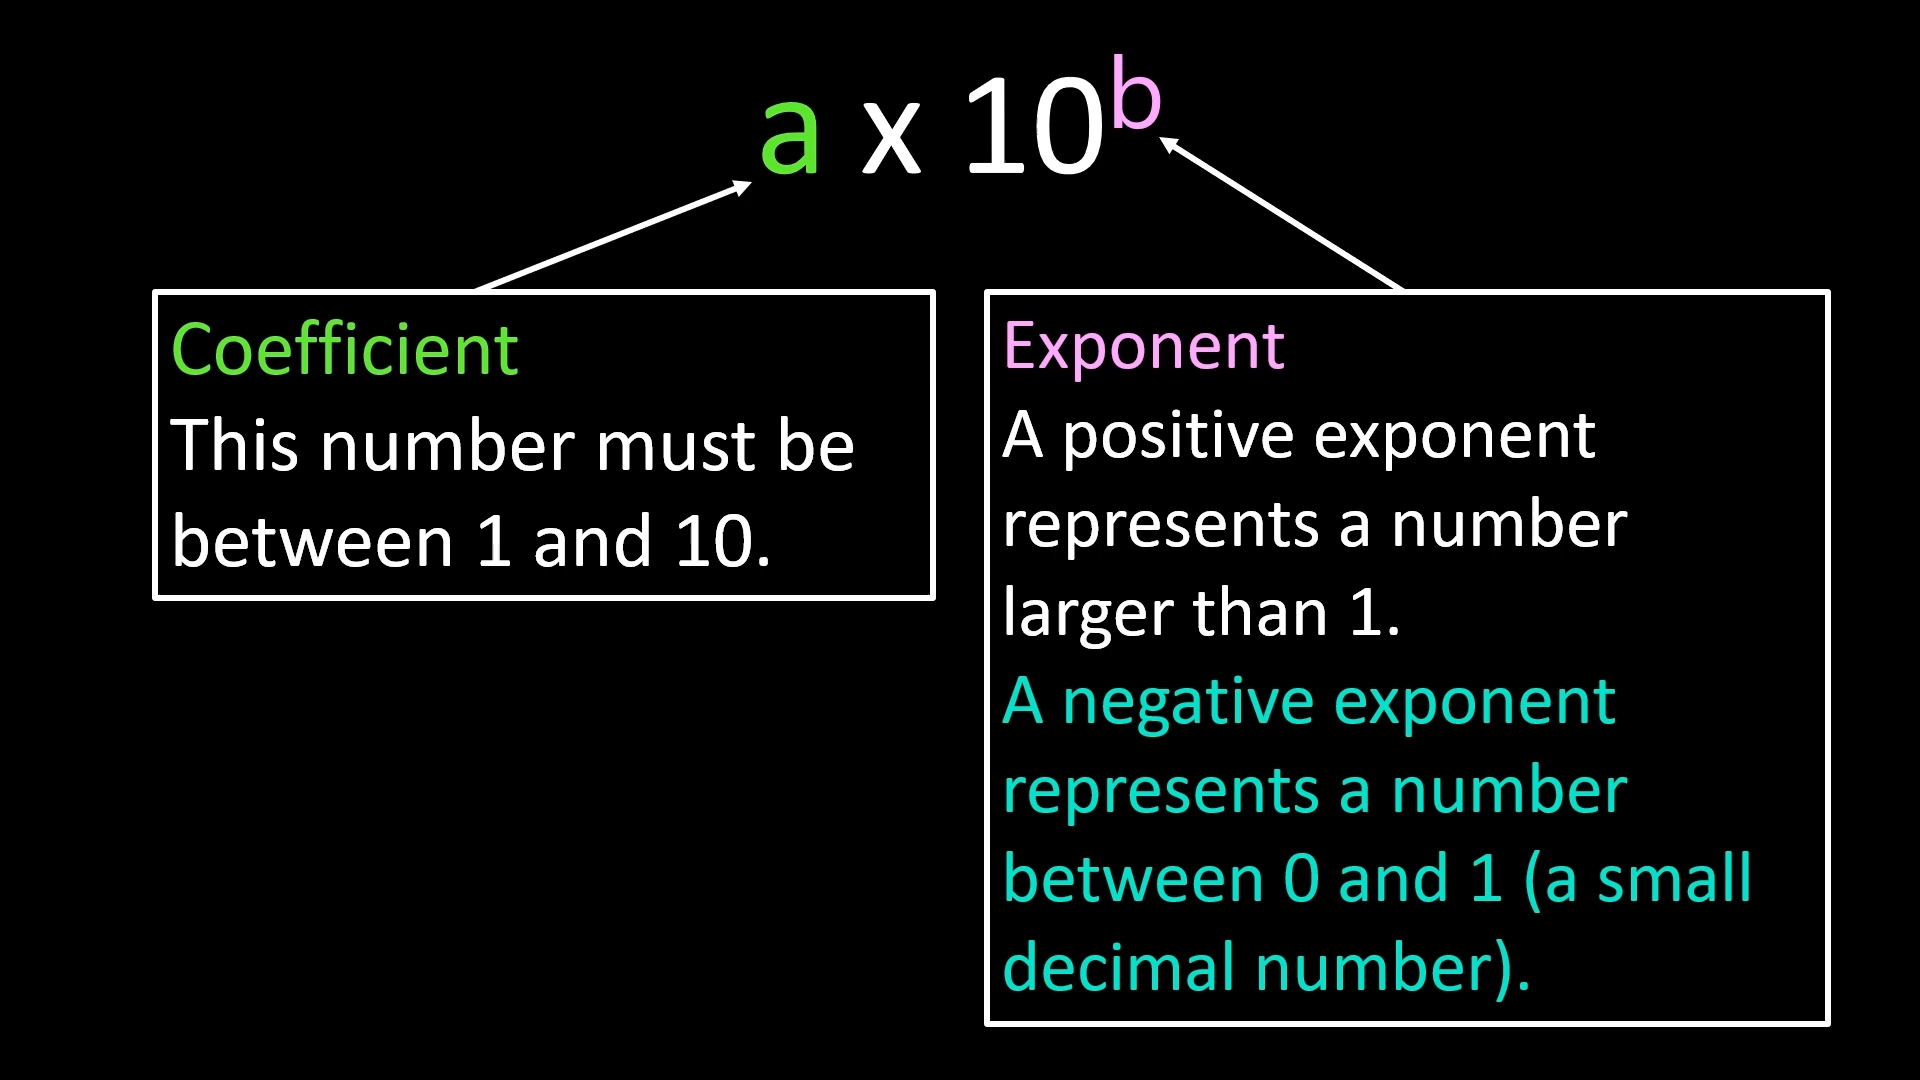 a x 10ᵇ
Coefficient
This number must be
between 1 and 10.
Exponent
A positive exponent
represents a number
larger than 1.
A negative exponent
represents a number
between 0 and 1 (a small
decimal number).